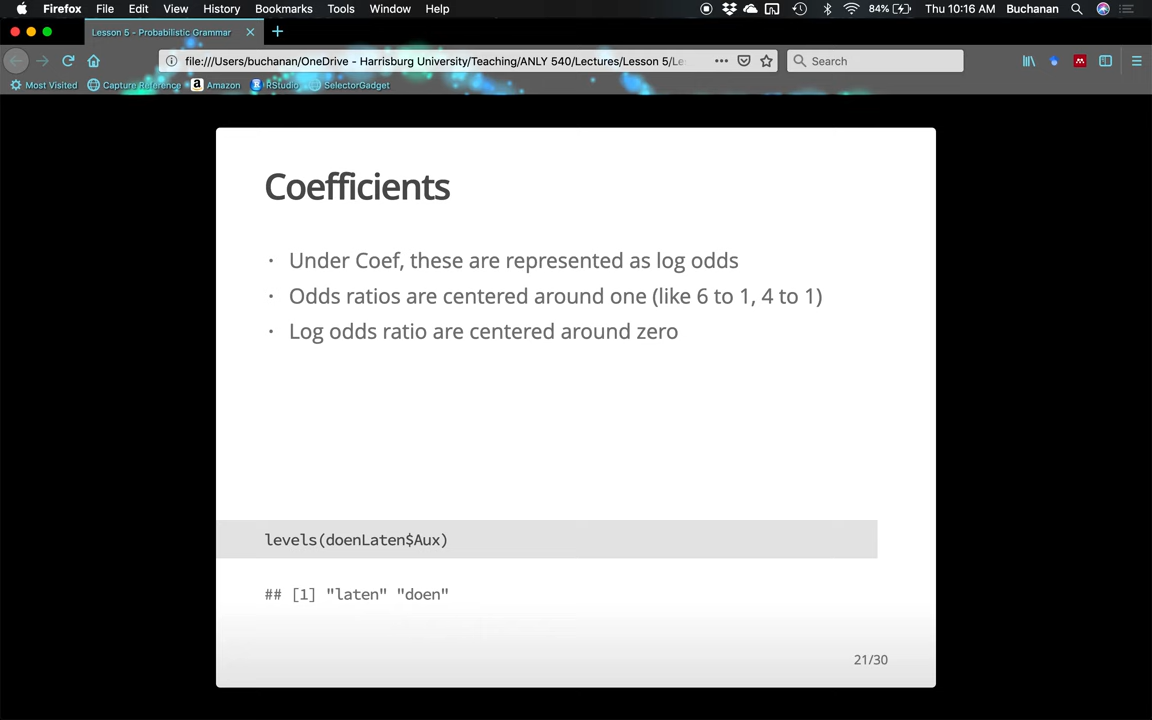 Firefox File Edit View History Bookmarks Tools Window Help 84% Thu 10:16 AM Buchanan
Lesson 5 - Probabilistic Grammar
file:///Users/buchanan/OneDrive - Harrisburg University/Teaching/ANLY 540/Lectures/Lesson 5/Le Search
Most Visited Capture Reference Amazon RStudio SelectorGadget
Coefficients
· Under Coef, these are represented as log odds
· Odds ratios are centered around one (like 6 to 1, 4 to 1)
· Log odds ratio are centered around zero
levels(doenLaten$Aux)
## [1] "laten" "doen"
21/30